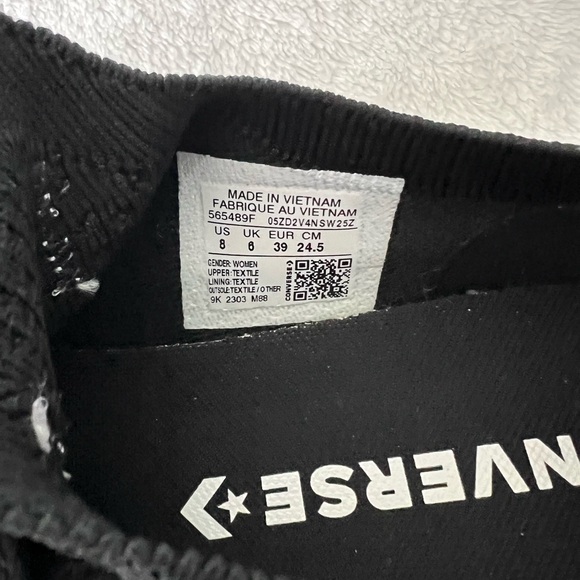 MADE IN VIETNAM
FABRIQUE AU VIETNAM
565489F 05ZD2V4NSW25Z
US UK EUR CM
8 6 39 24.5
GENDER: WOMEN
UPPER: TEXTILE
LINING: TEXTILE
OUTSOLE: TEXTILE / OTHER
9K 2303 M88
CONVERSE
NVERSE